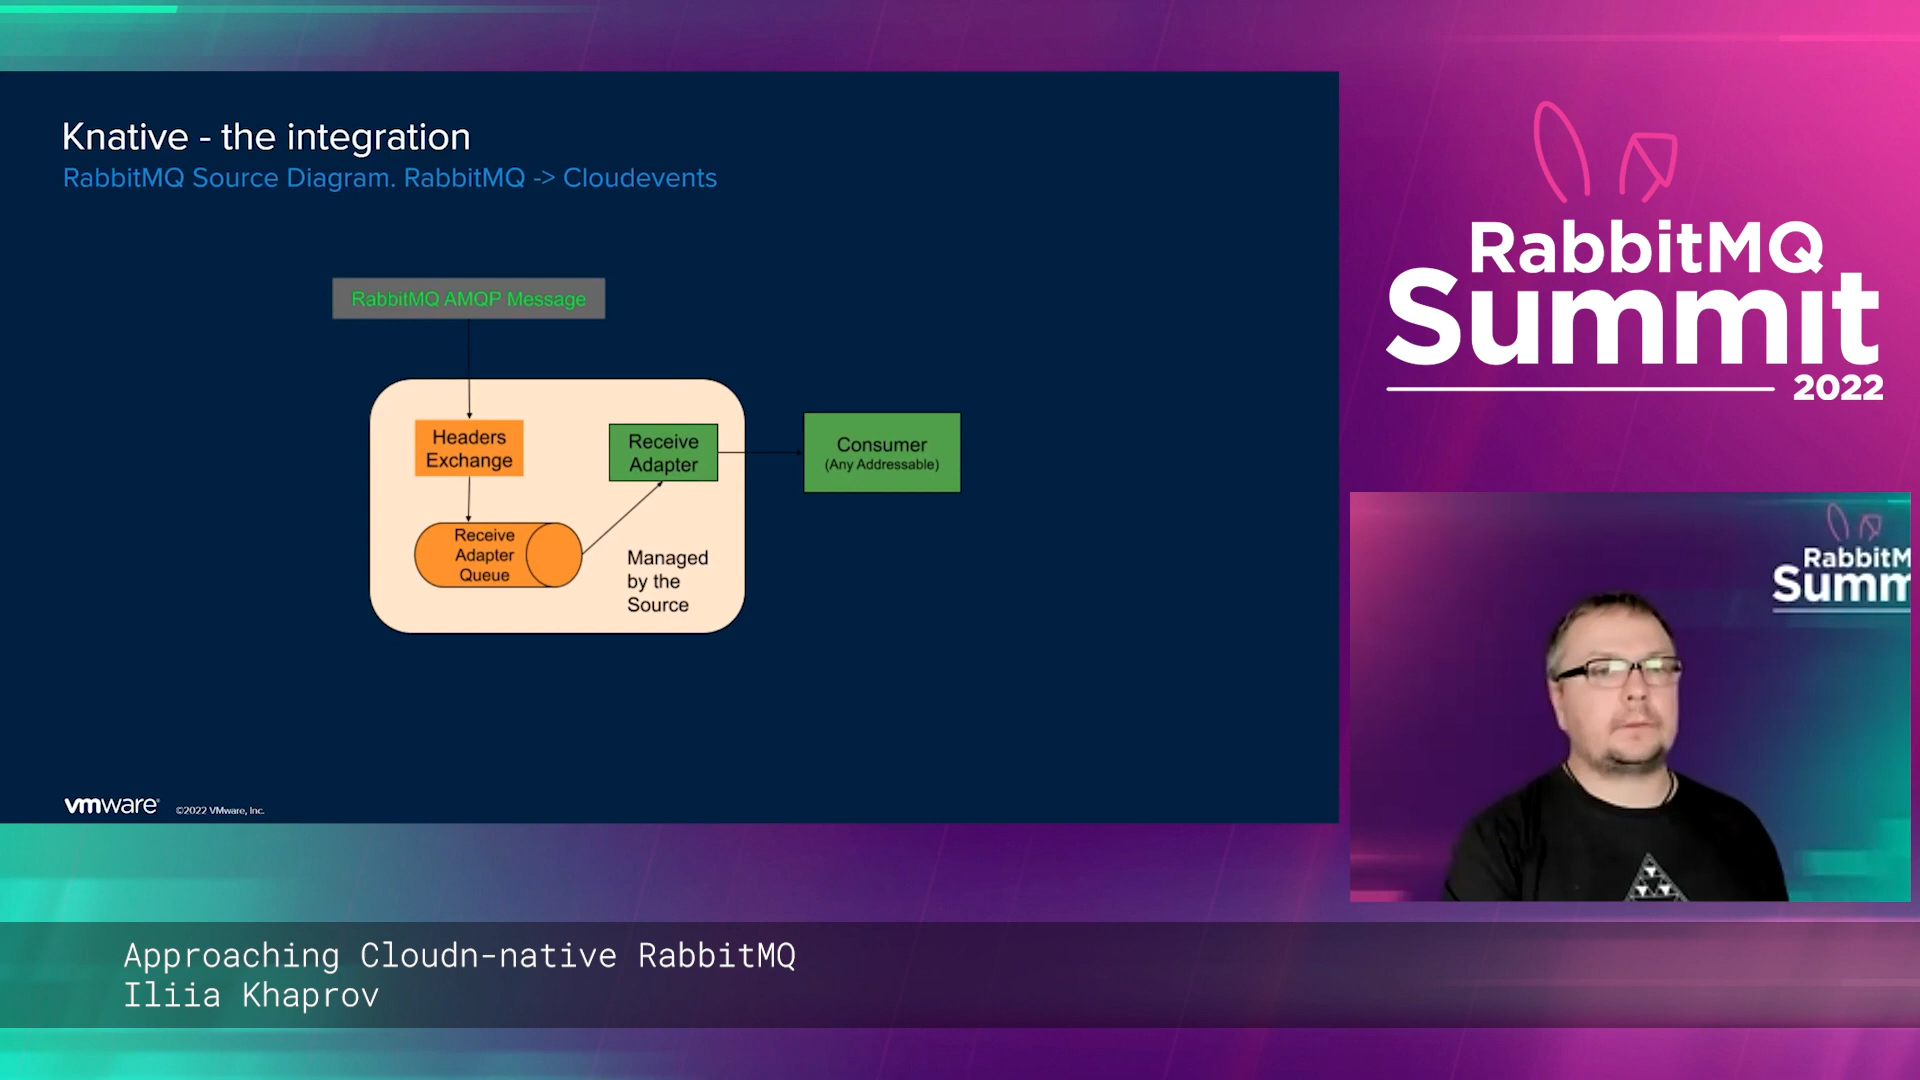 Knative - the integration
RabbitMQ Source Diagram. RabbitMQ -> Cloudevents
RabbitMQ AMQP Message
Headers
Exchange
Receive
Adapter
Consumer
(Any Addressable)
Receive
Adapter
Queue
Managed
by the
Source
vmware®
©2022 VMware, Inc.
RabbitMQ
Summit
2022
RabbitM
Summ
Approaching Cloudn-native RabbitMQ
Iliia Khaprov